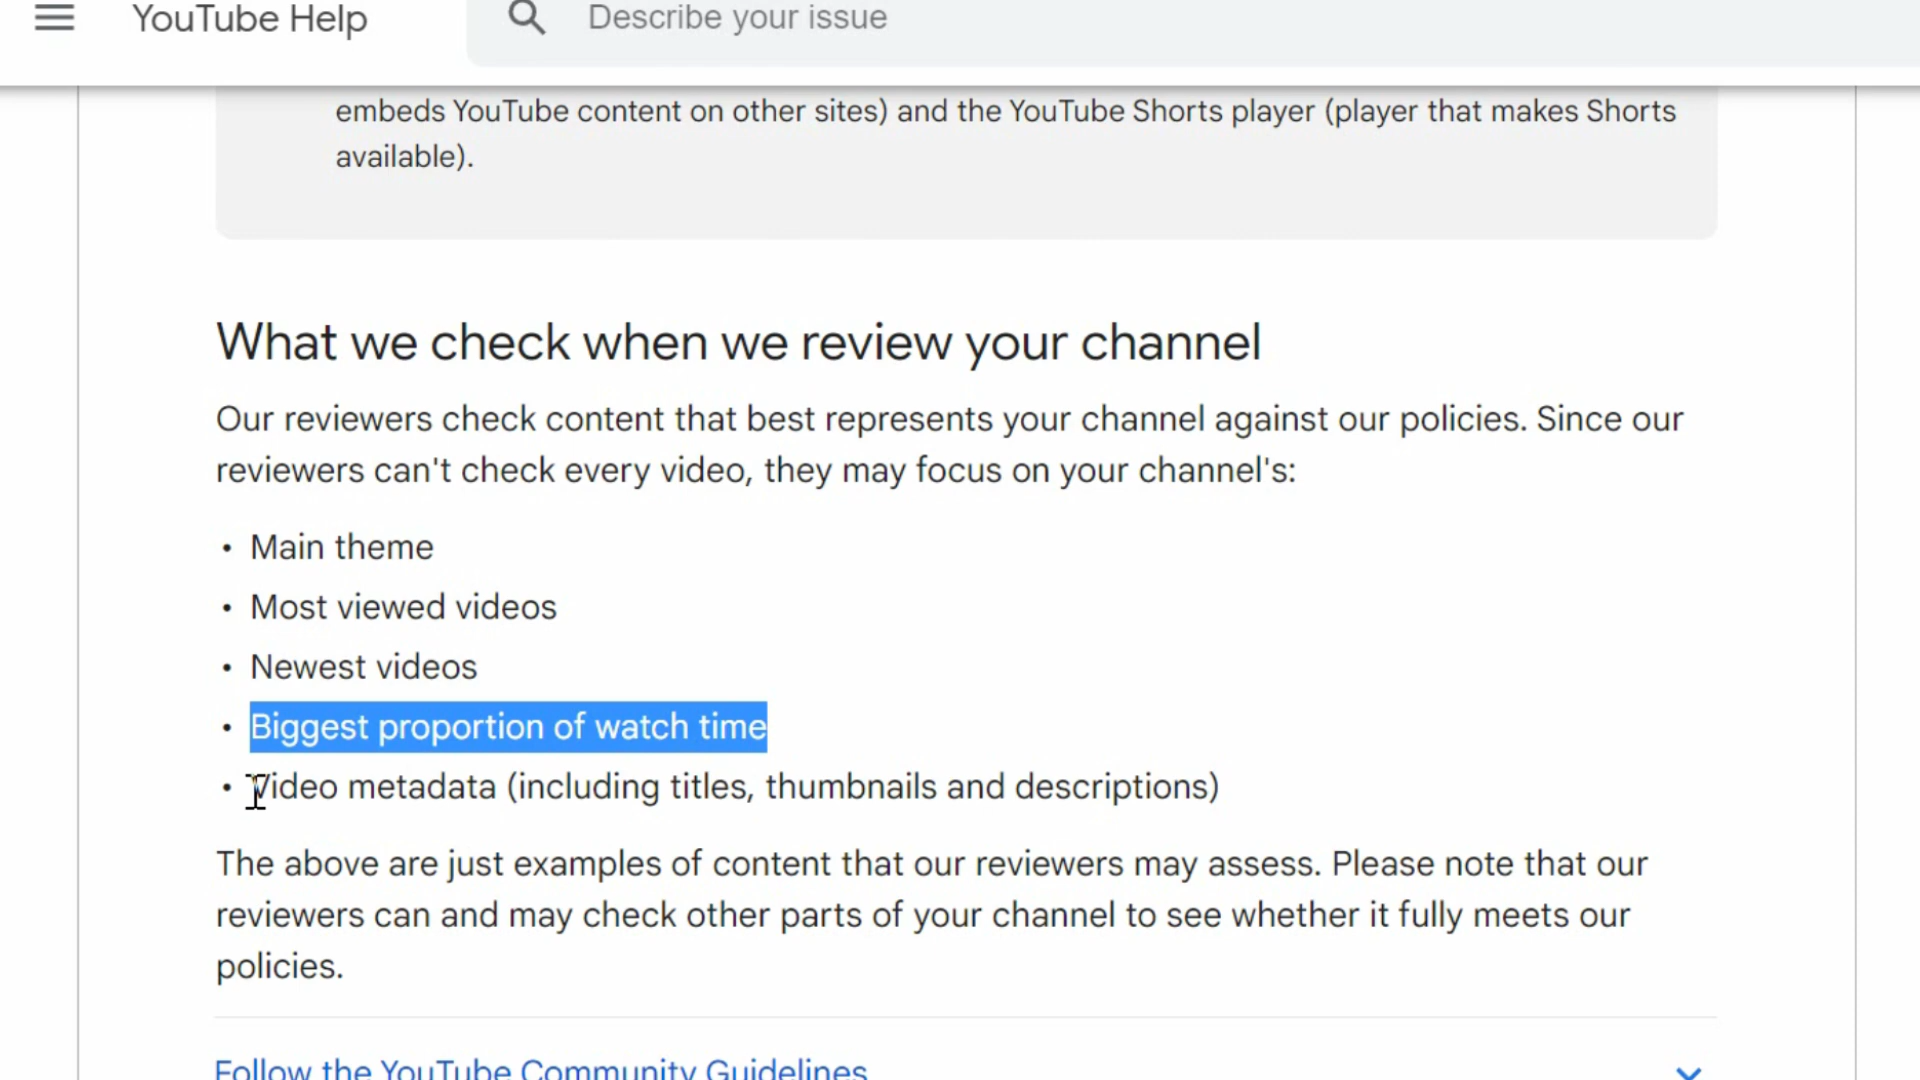 YouTube Help
Describe your issue
embeds YouTube content on other sites) and the YouTube Shorts player (player that makes Shorts
available).
What we check when we review your channel
Our reviewers check content that best represents your channel against our policies. Since our
reviewers can't check every video, they may focus on your channel's:
• Main theme
• Most viewed videos
• Newest videos
• Biggest proportion of watch time
• Video metadata (including titles, thumbnails and descriptions)
The above are just examples of content that our reviewers may assess. Please note that our
reviewers can and may check other parts of your channel to see whether it fully meets our
policies.
Follow the YouTube Community Guidelines